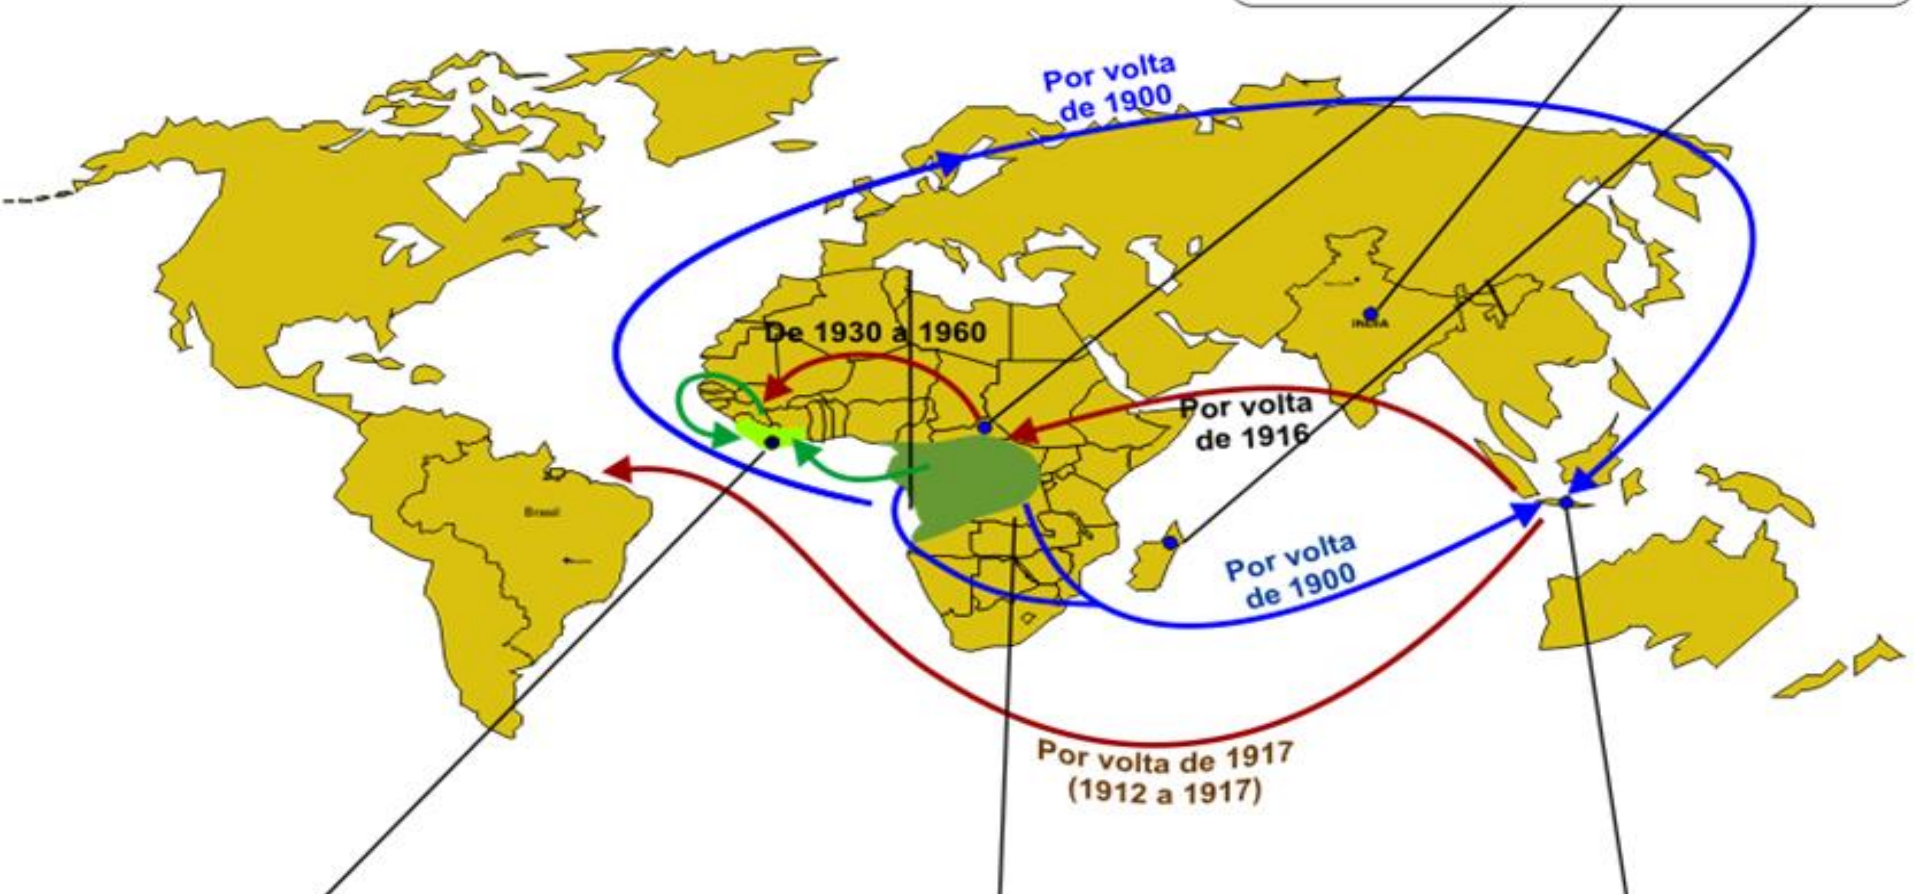 Por volta
de 1900
INDIA
De 1930 a 1960
Por volta
de 1916
Brasil
Por volta
de 1900
Por volta de 1917
(1912 a 1917)